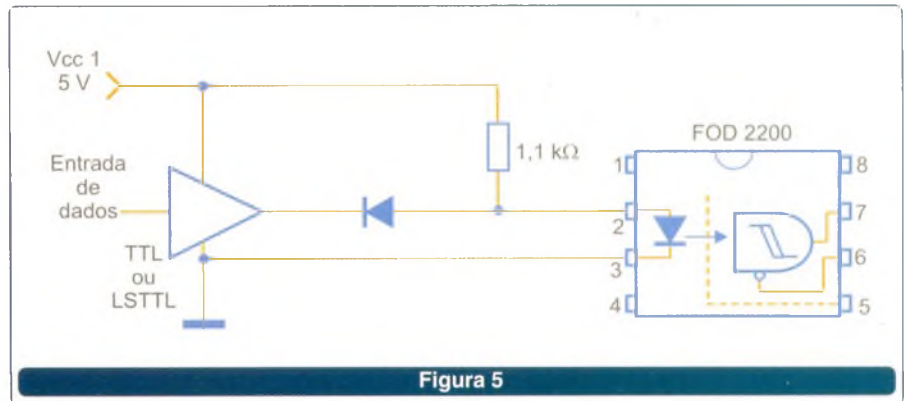 Vcc 1
5 V
Entrada
de
dados
TTL
ou
LSTTL
1,1 kΩ
FOD 2200
1
2
3
4
8
7
6
5
Figura 5